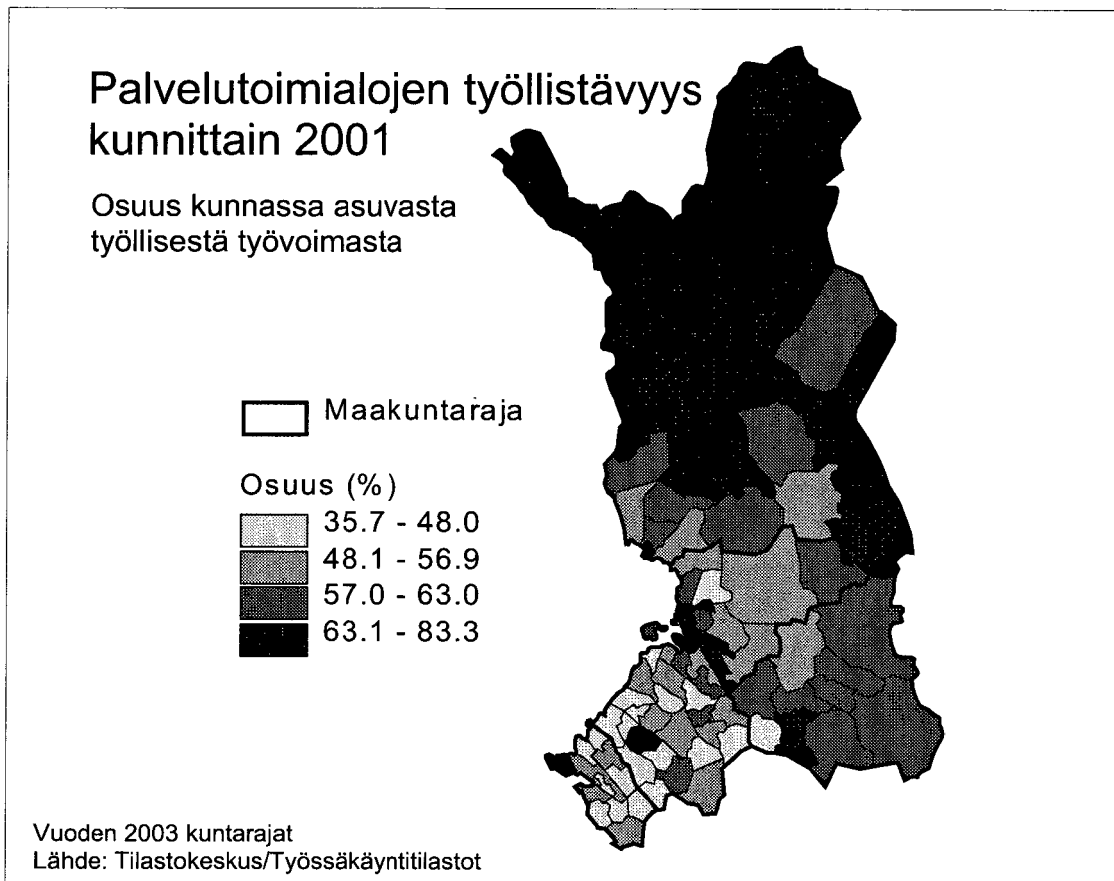 Palvelutoimialojen työllistävyys
kunnittain 2001
Osuus kunnassa asuvasta
työllisestä työvoimasta
Maakuntaraja
Osuus (%)
35.7 - 48.0
48.1 - 56.9
57.0 - 63.0
63.1 - 83.3
Vuoden 2003 kuntarajat
Lähde: Tilastokeskus/Työssäkäyntitilastot